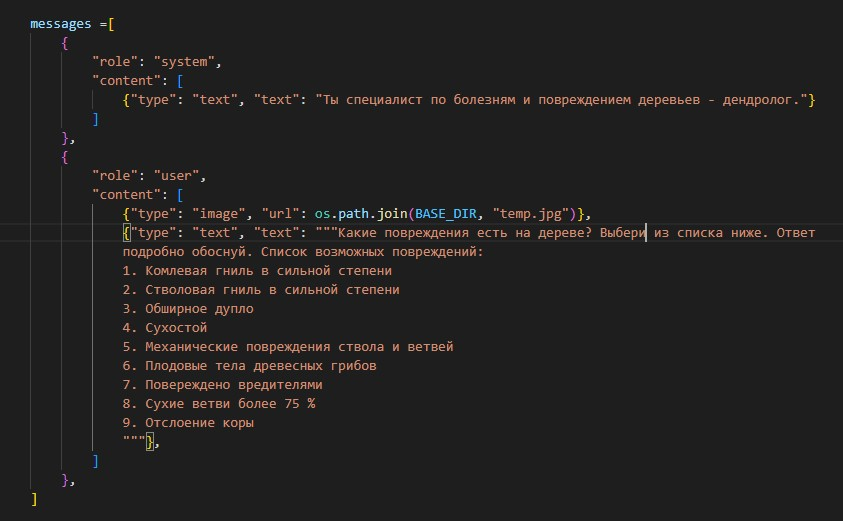 messages =[
{
"role": "system",
"content": [
{"type": "text", "text": "Ты специалист по болезням и повреждением деревьев - дендролог."}
]
},
{
"role": "user",
"content": [
{"type": "image", "url": os.path.join(BASE_DIR, "temp.jpg")},
{"type": "text", "text": """Какие повреждения есть на дереве? Выбери из списка ниже. Ответ
подробно обоснуй. Список возможных повреждений:
1. Комлевая гниль в сильной степени
2. Стволовая гниль в сильной степени
3. Обширное дупло
4. Сухостой
5. Механические повреждения ствола и ветвей
6. Плодовые тела древесных грибов
7. Повереждено вредителями
8. Сухие ветви более 75 %
9. Отслоение коры
"""},
]
},
]